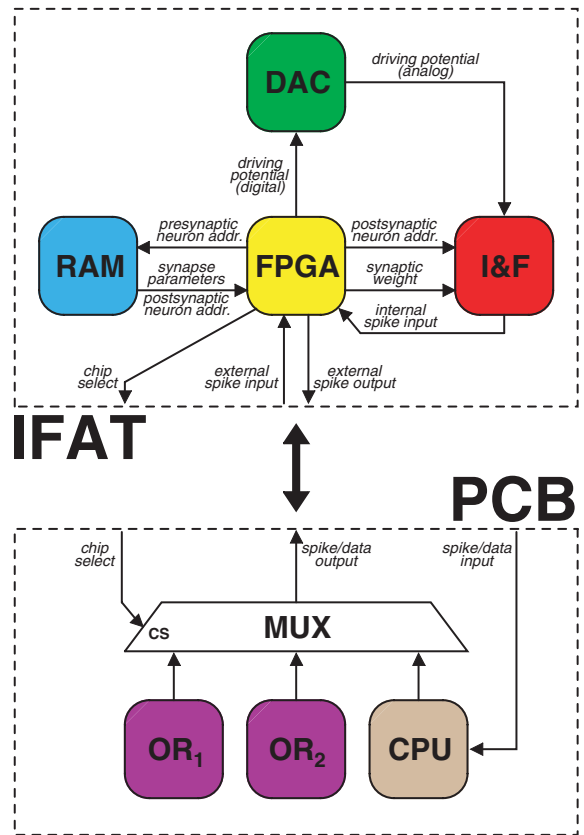 DAC
driving potential
(analog)
driving
potential
(digital)
presynaptic
neuron addr.
postsynaptic
neuron addr.
RAM
FPGA
I&F
synapse
parameters
synaptic
weight
postsynaptic
neuron addr.
internal
spike input
chip
select
external
spike input
external
spike output
IFAT
PCB
chip
select
spike/data
output
spike/data
input
CS
MUX
OR1
OR2
CPU